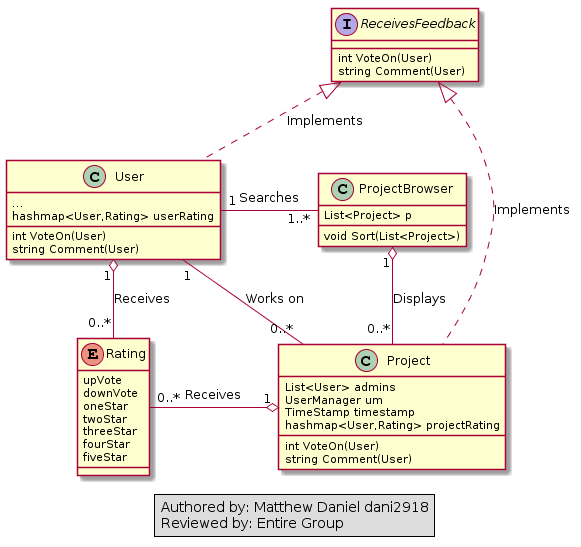 I ReceivesFeedback
int VoteOn(User)
string Comment(User)
Implements
C User
...
hashmap<User,Rating> userRating
int VoteOn(User)
string Comment(User)
1 Searches 1..*
C ProjectBrowser
List<Project> p
void Sort(List<Project>)
Implements
1 Receives 0..*
1 Works on 0..*
1 Displays 0..*
E Rating
upVote
downVote
oneStar
twoStar
threeStar
fourStar
fiveStar
0..* Receives 1
C Project
List<User> admins
UserManager um
TimeStamp timestamp
hashmap<User,Rating> projectRating
int VoteOn(User)
string Comment(User)
Authored by: Matthew Daniel dani2918
Reviewed by: Entire Group